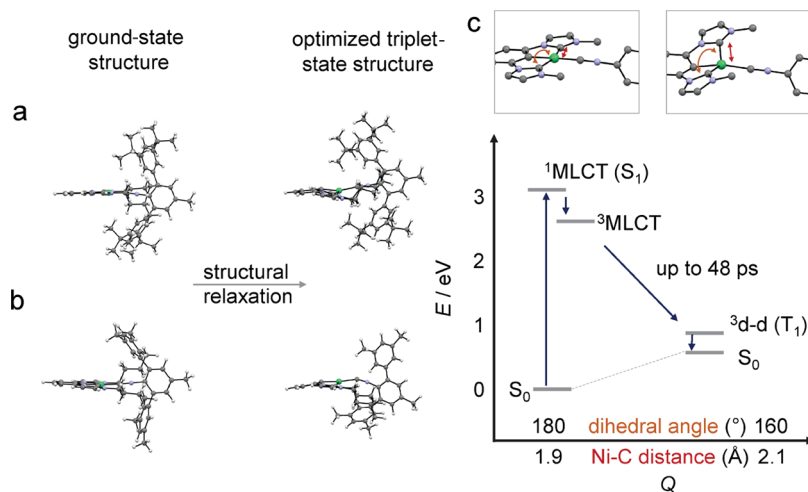 ground-state
structure
optimized triplet-
state structure
a
structural
relaxation
b
c
¹MLCT (S₁)
³MLCT
up to 48 ps
³d-d (T₁)
S₀
S₀
E / eV
3
2
1
0
180 dihedral angle (°) 160
1.9 Ni-C distance (Å) 2.1
Q